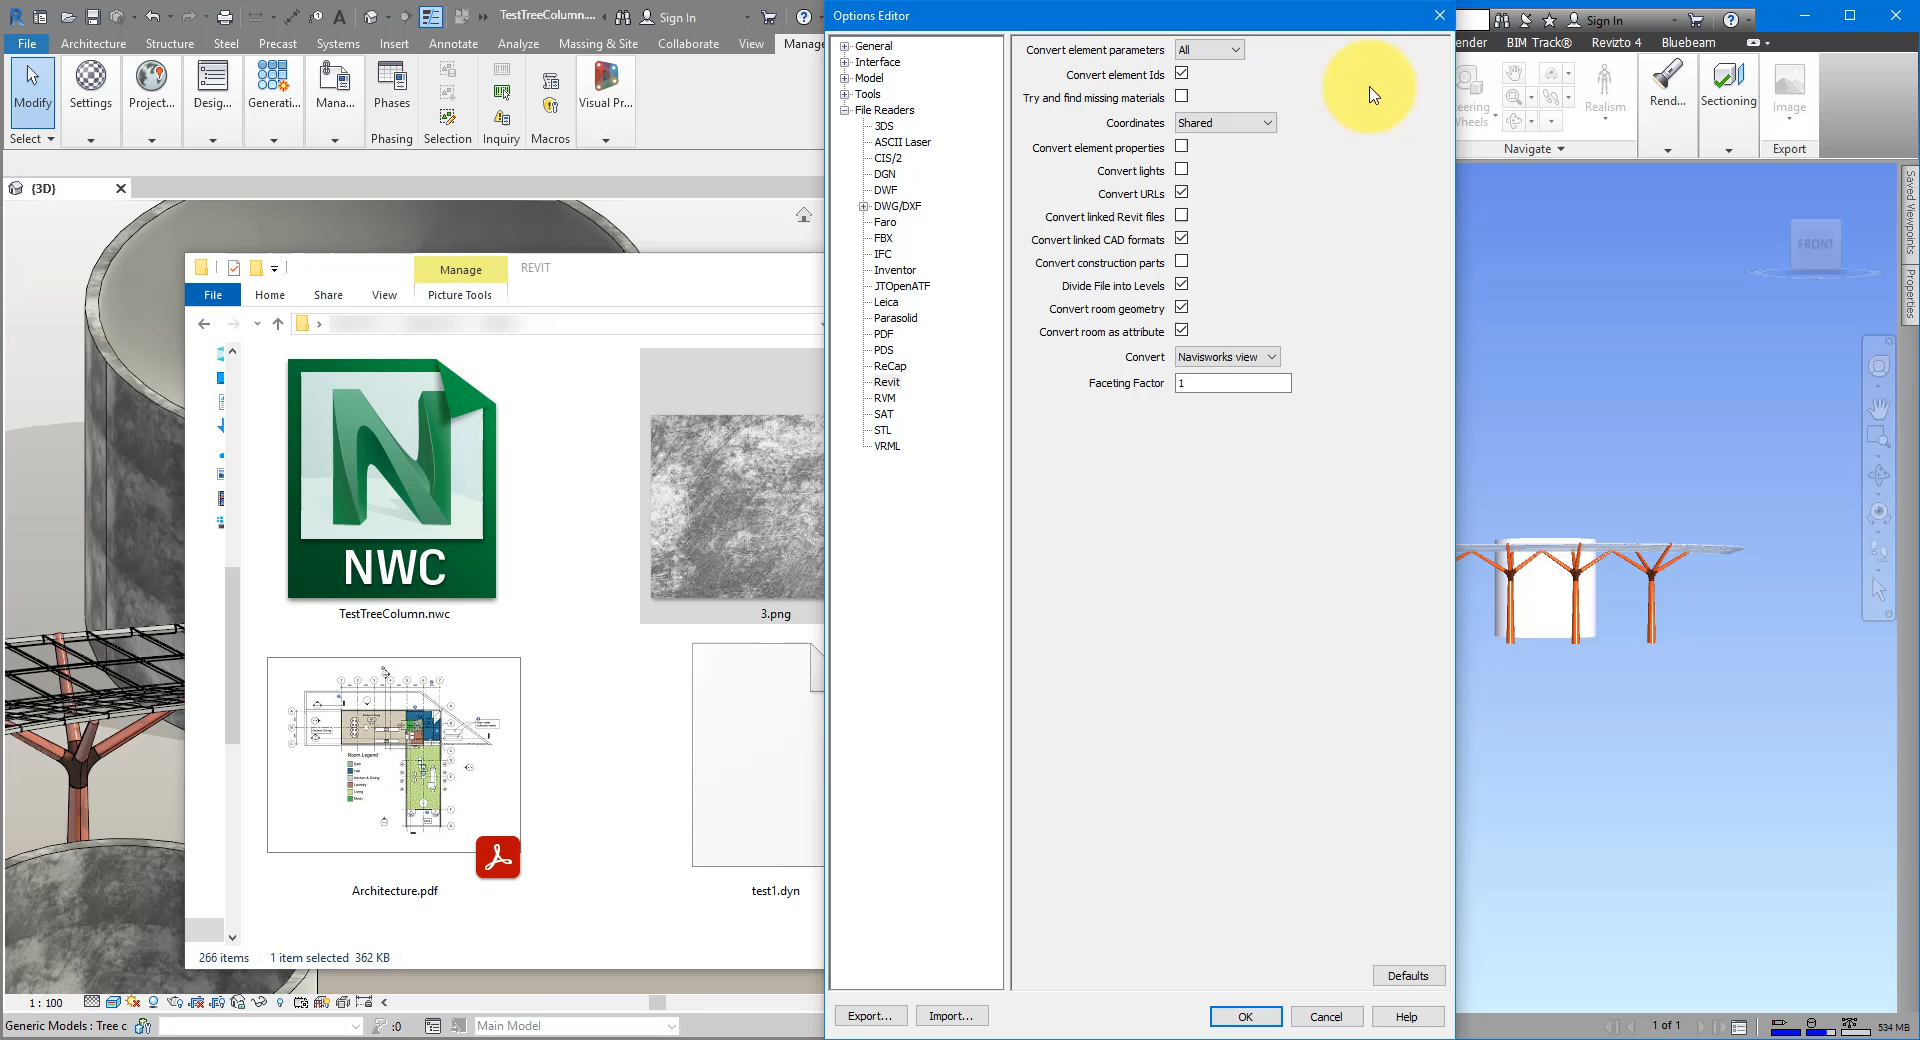 TestTreeColumn....
Sign In
File
Architecture
Structure
Steel
Precast
Systems
Insert
Annotate
Analyze
Massing & Site
Collaborate
View
Manage
Modify
Settings
Project...
Desig...
Generati...
Mana...
Phases
Visual Pr...
Select
Phasing
Selection
Inquiry
Macros
{3D}
Manage
REVIT
File
Home
Share
View
Picture Tools
NWC
TestTreeColumn.nwc
3.png
Room Legend
Architecture.pdf
test1.dyn
266 items
1 item selected 362 KB
1 : 100
Generic Models : Tree c
:0
Main Model
Options Editor
General
Interface
Model
Tools
File Readers
3DS
ASCII Laser
CIS/2
DGN
DWF
DWG/DXF
Faro
FBX
IFC
Inventor
JTOpenATF
Leica
Parasolid
PDF
PDS
ReCap
Revit
RVM
SAT
STL
VRML
Convert element parameters All
Convert element Ids
Try and find missing materials
Coordinates Shared
Convert element properties
Convert lights
Convert URLs
Convert linked Revit files
Convert linked CAD formats
Convert construction parts
Divide File into Levels
Convert room geometry
Convert room as attribute
Convert Navisworks view
Faceting Factor 1
Defaults
Export...
Import...
OK
Cancel
Help
Sign In
ender
BIM Track®
Revizto 4
Bluebeam
eering
Wheels
Realism
Rend...
Sectioning
Image
Navigate
Export
FRONT
Saved Viewpoints
Properties
1 of 1
534 MB